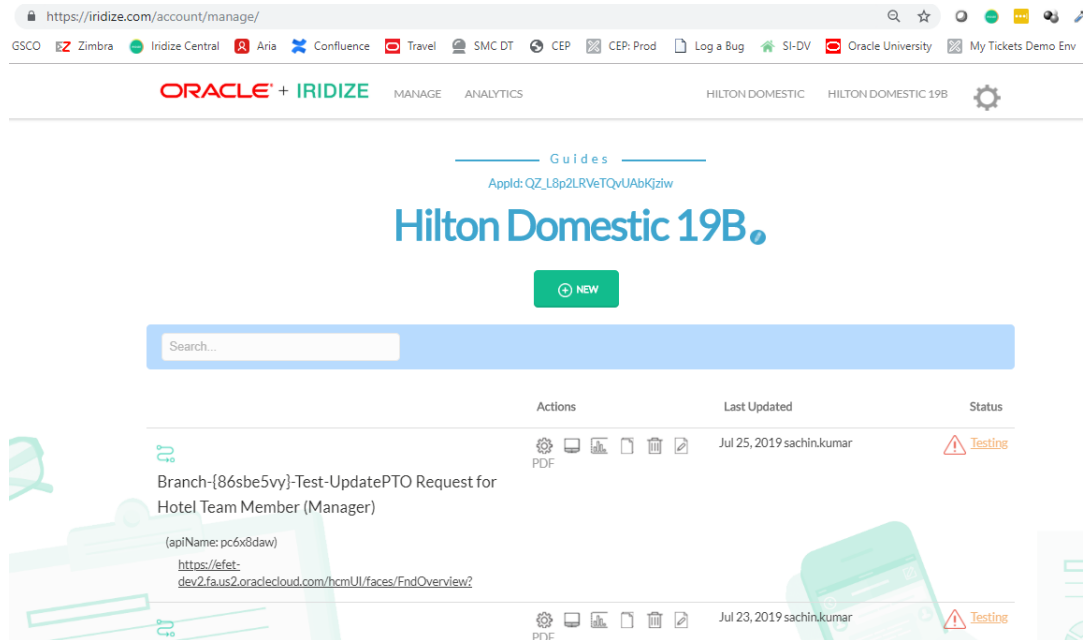 https://iridize.com/account/manage/
GSCO Zimbra Iridize Central Aria Confluence Travel SMC DT CEP CEP: Prod Log a Bug SI-DV Oracle University My Tickets Demo Env
ORACLE + IRIDIZE MANAGE ANALYTICS HILTON DOMESTIC HILTON DOMESTIC 19B
Guides
AppId: QZ_L8p2LRVeTQvUAbKjziw
Hilton Domestic 19B
NEW
Search...
Actions Last Updated Status
Jul 25, 2019 sachin.kumar Testing
PDF
Branch-{86sbe5vy}-Test-UpdatePTO Request for
Hotel Team Member (Manager)
(apiName: pc6x8daw)
https://efet-
dev2.fa.us2.oraclecloud.com/hcmUI/faces/FndOverview?
Jul 23, 2019 sachin.kumar Testing
PDF